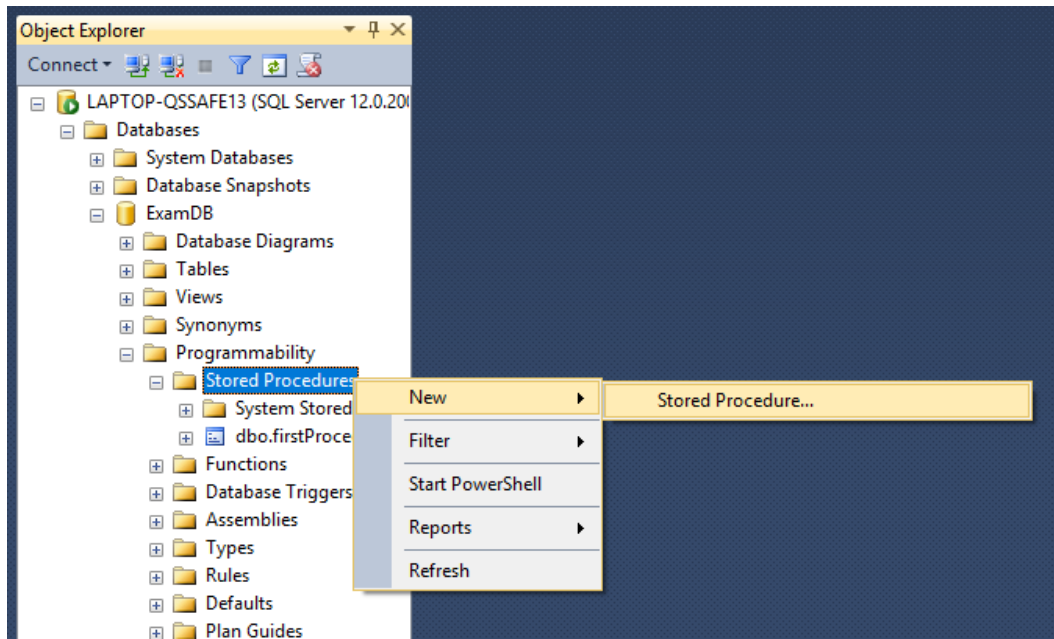 Object Explorer
Connect
LAPTOP-QSSAFE13 (SQL Server 12.0.200
Databases
System Databases
Database Snapshots
ExamDB
Database Diagrams
Tables
Views
Synonyms
Programmability
Stored Procedures
System Stored
dbo.firstProce
Functions
Database Triggers
Assemblies
Types
Rules
Defaults
Plan Guides
New
Stored Procedure...
Filter
Start PowerShell
Reports
Refresh